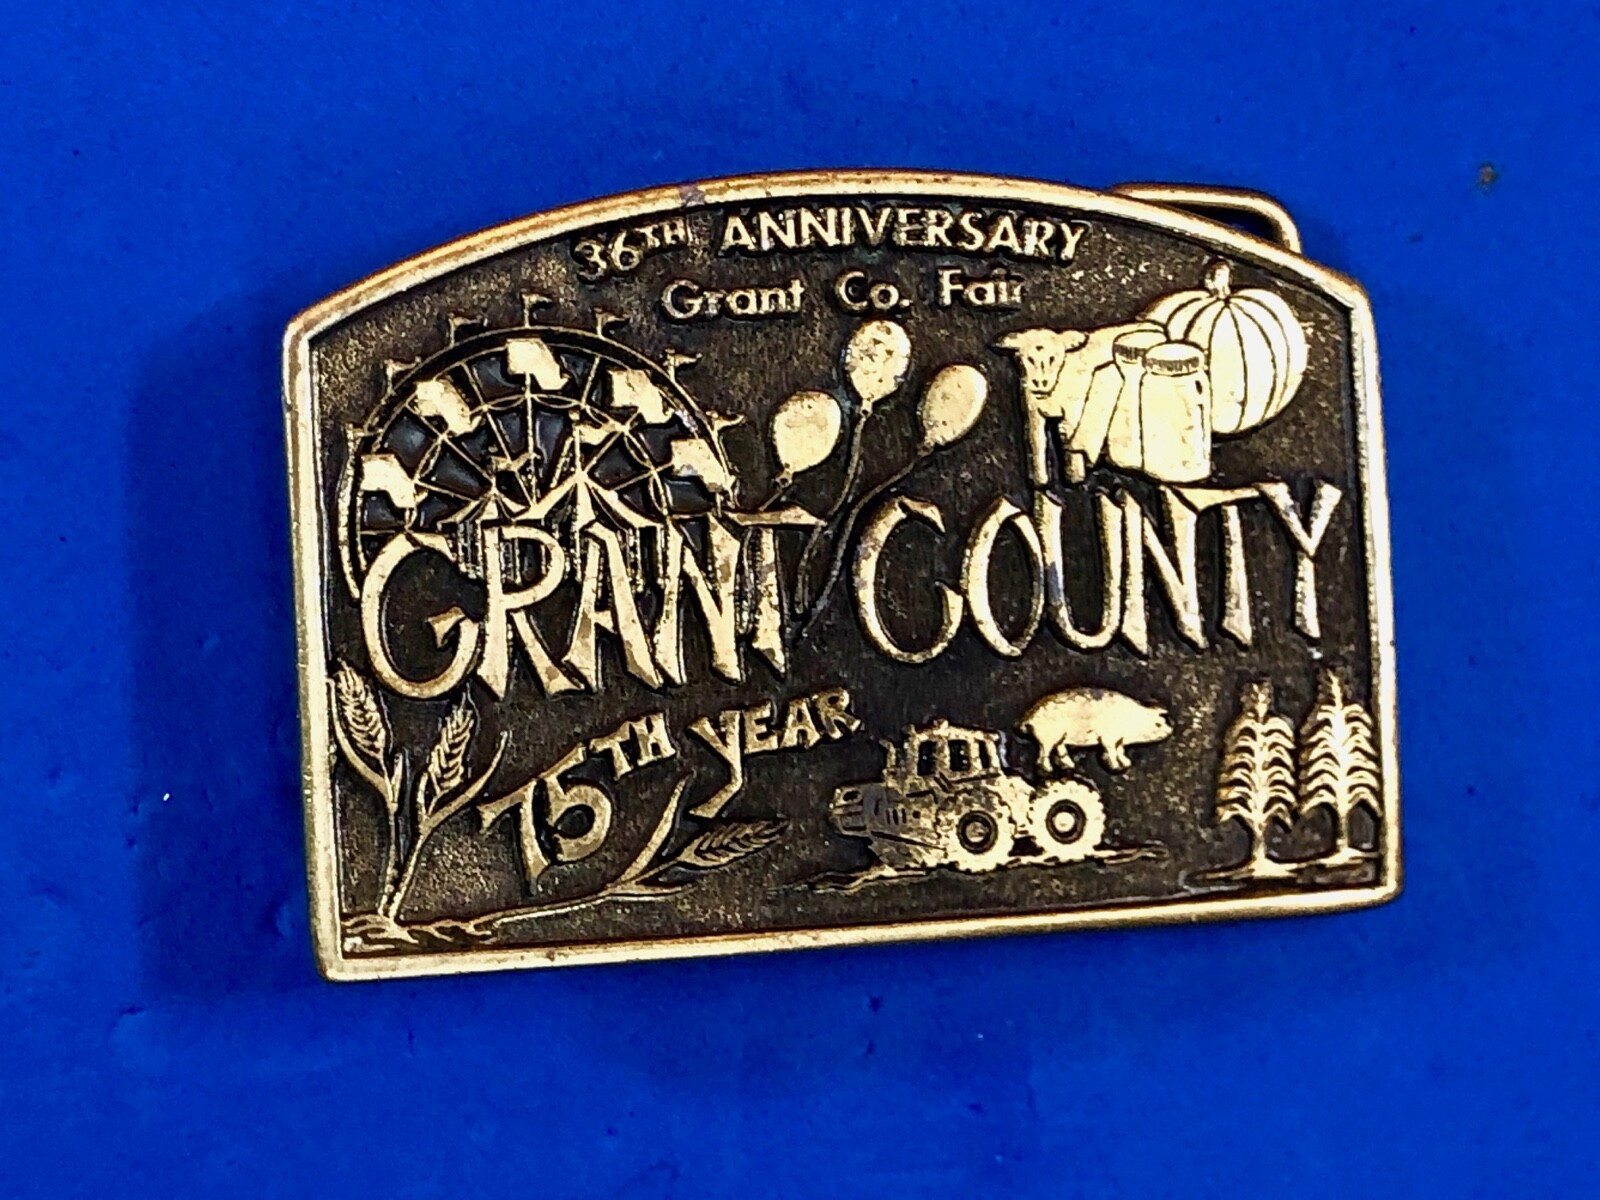 36TH ANNIVERSARY
Grant Co. Fair
GRANT COUNTY
75TH YEAR